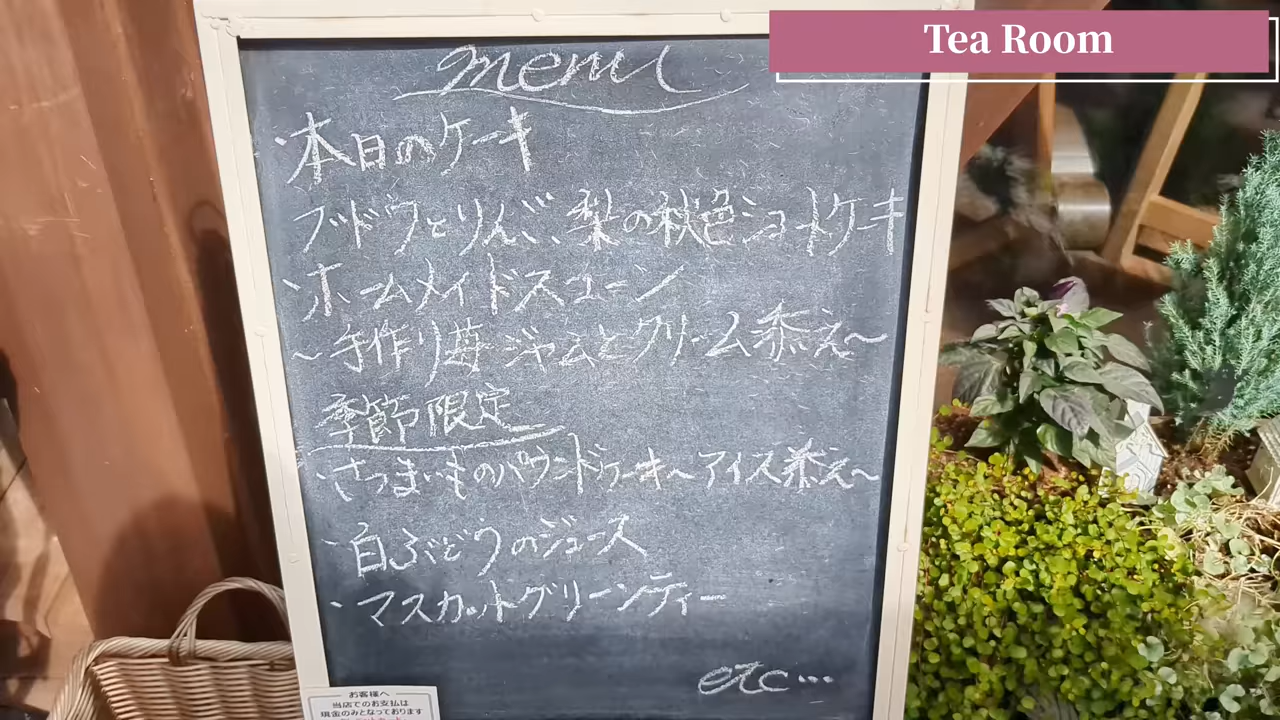 Tea Room
menu
・本日のケーキ
ブドウとりんご、梨の秋色ショートケーキ
・ホームメイドスコーン
～手作り苺ジャムとクリーム添え～
季節限定
・さつまいものパウンドケーキ～アイス添え～
・白ぶどうのジュース
・マスカットグリーンティー
etc…
お客様へ
当店でのお支払は
現金のみとなっております